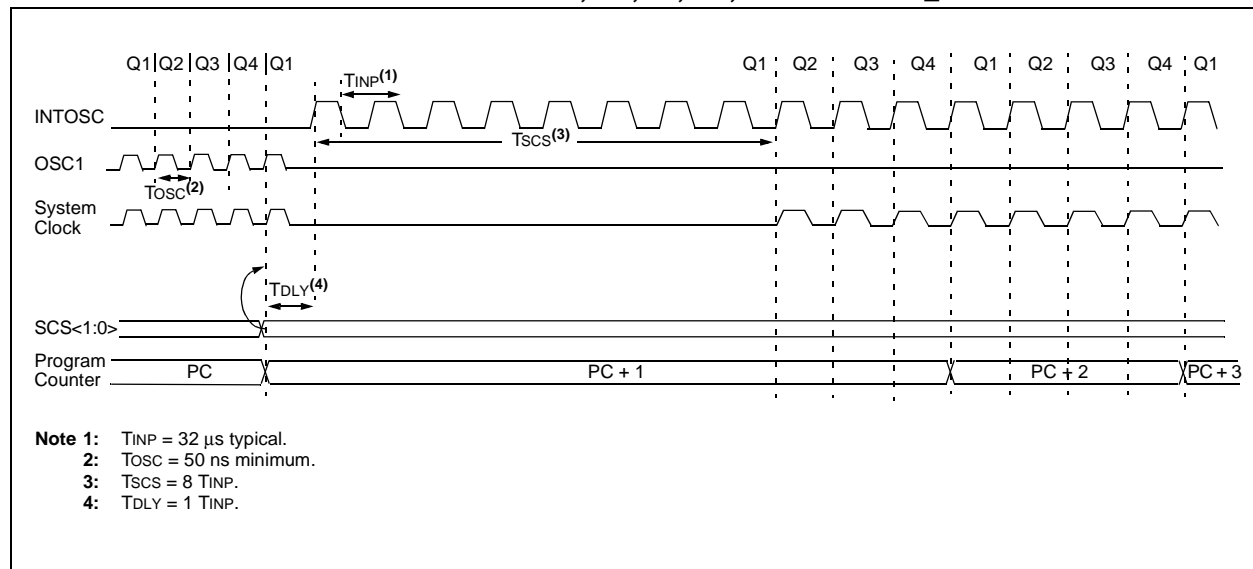 Q1 Q2 Q3 Q4 Q1 Q1 Q2 Q3 Q4 Q1 Q2 Q3 Q4 Q1
TINP(1)
INTOSC
TSCS(3)
OSC1
TOSC(2)
System
Clock
TDLY(4)
SCS<1:0>
Program
Counter
PC PC + 1 PC + 2 PC + 3
Note 1: TINP = 32 μs typical.
2: TOSC = 50 ns minimum.
3: TSCS = 8 TINP.
4: TDLY = 1 TINP.